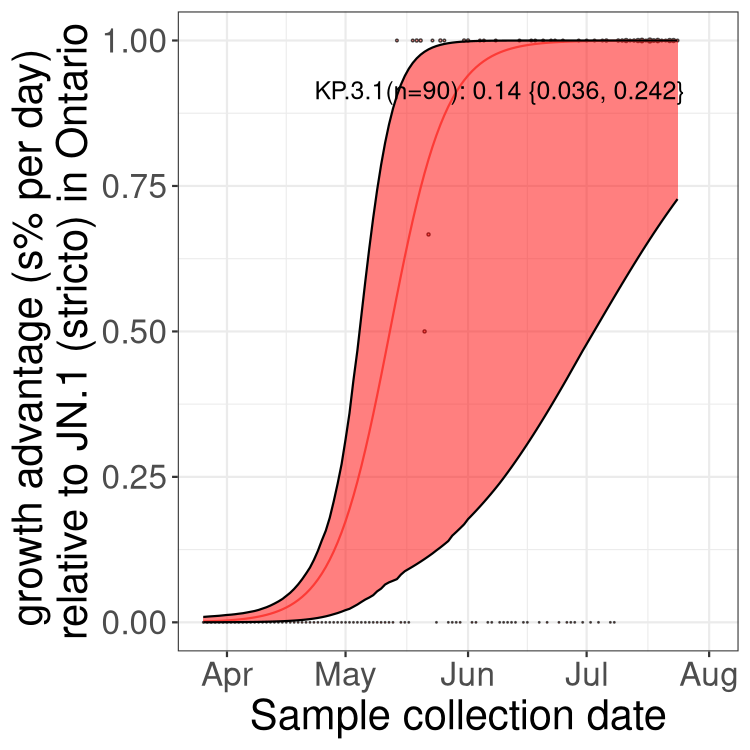 growth advantage (s% per day)
relative to JN.1 (stricto) in Ontario
1.00
0.75
0.50
0.25
0.00
KP.3.1(n=90): 0.14 {0.036, 0.242}
Apr May Jun Jul Aug
Sample collection date